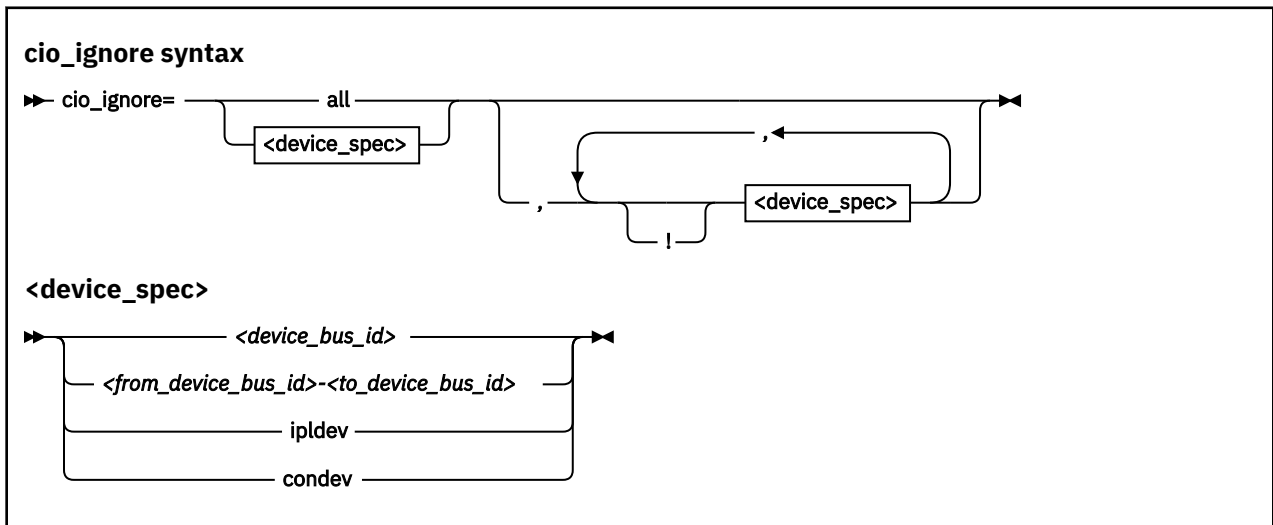 cio_ignore syntax
cio_ignore= all
<device_spec>
,
, ! <device_spec>
<device_spec>
<device_bus_id>
<from_device_bus_id>-<to_device_bus_id>
ipldev
condev